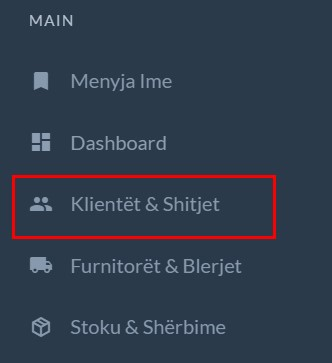 MAIN
Menyja Ime
Dashboard
Klientët & Shitjet
Furnitorët & Blerjet
Stoku & Shërbime